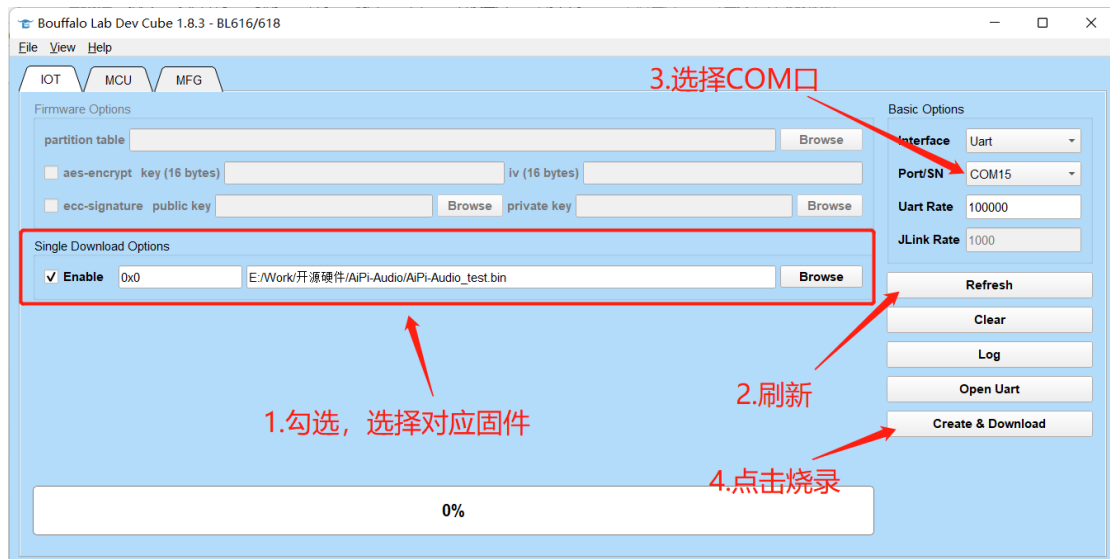 Bouffalo Lab Dev Cube 1.8.3 - BL616/618
File View Help
IOT MCU MFG
3.选择COM口
Firmware Options
partition table Browse
aes-encrypt key (16 bytes) iv (16 bytes)
ecc-signature public key Browse private key Browse
Single Download Options
Enable 0x0 E:/Work/开源硬件/AiPi-Audio/AiPi-Audio_test.bin Browse
Basic Options
Interface Uart
Port/SN COM15
Uart Rate 100000
JLink Rate 1000
Refresh
Clear
Log
Open Uart
Create & Download
1.勾选，选择对应固件
2.刷新
4.点击烧录
0%